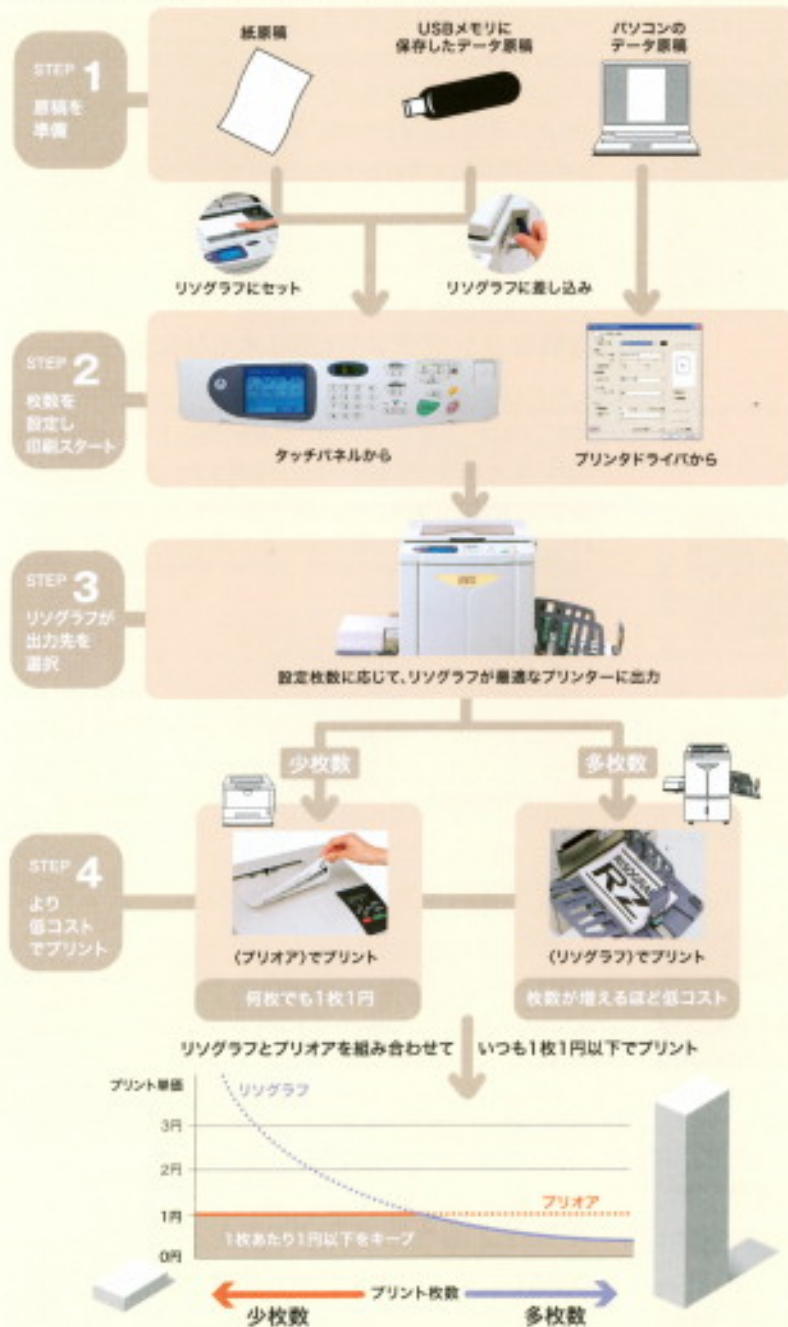 紙原稿
USBメモリに
保存したデータ原稿
パソコンの
データ原稿
STEP 1
原稿を
準備
リソグラフにセット
リソグラフに差し込み
STEP 2
枚数を
設定し
印刷スタート
タッチパネルから
プリンタドライバから
STEP 3
リソグラフが
出力先を
選択
設定枚数に応じて、リソグラフが最適なプリンターに出力
少枚数
多枚数
STEP 4
より
低コスト
でプリント
RISOGRAPH
RZ
〈プリオア〉でプリント
〈リソグラフ〉でプリント
何枚でも1枚1円
枚数が増えるほど低コスト
リソグラフとプリオアを組み合わせて いつも1枚1円以下でプリント
プリント単価
リソグラフ
3円
2円
プリオア
1円
1枚あたり1円以下をキープ
0円
プリント枚数
少枚数
多枚数